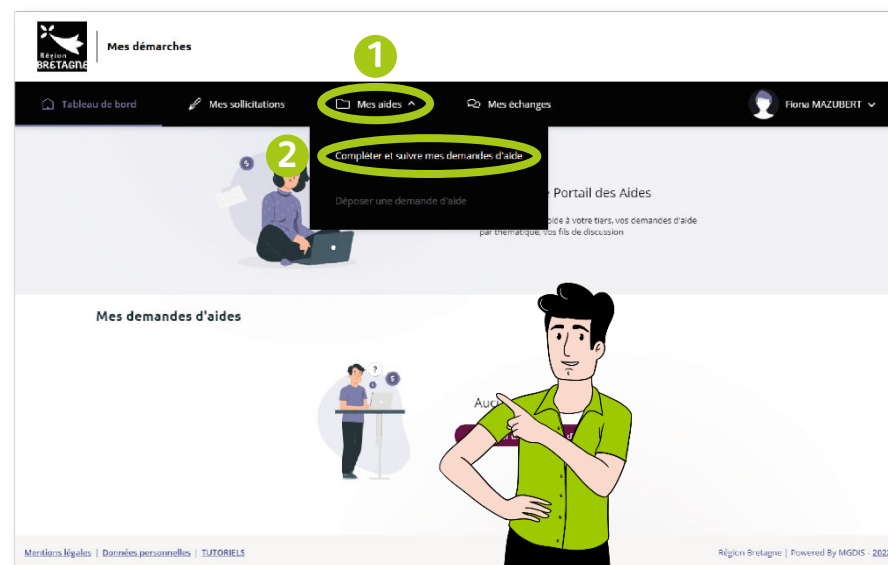 Région
BRETAGNE
Mes démarches
1
Tableau de bord
Mes sollicitations
Mes aides
Mes échanges
Fiona MAZUBERT
2
Compléter et suivre mes demandes d'aide
Déposer une demande d'aide
Portail des Aides
à votre tiers, vos demandes d'aide
par thématique, vos fils de discussion
Mes demandes d'aides
?
Mentions légales | Données personnelles | TUTORIELS
Région Bretagne | Powered By MGDIS -